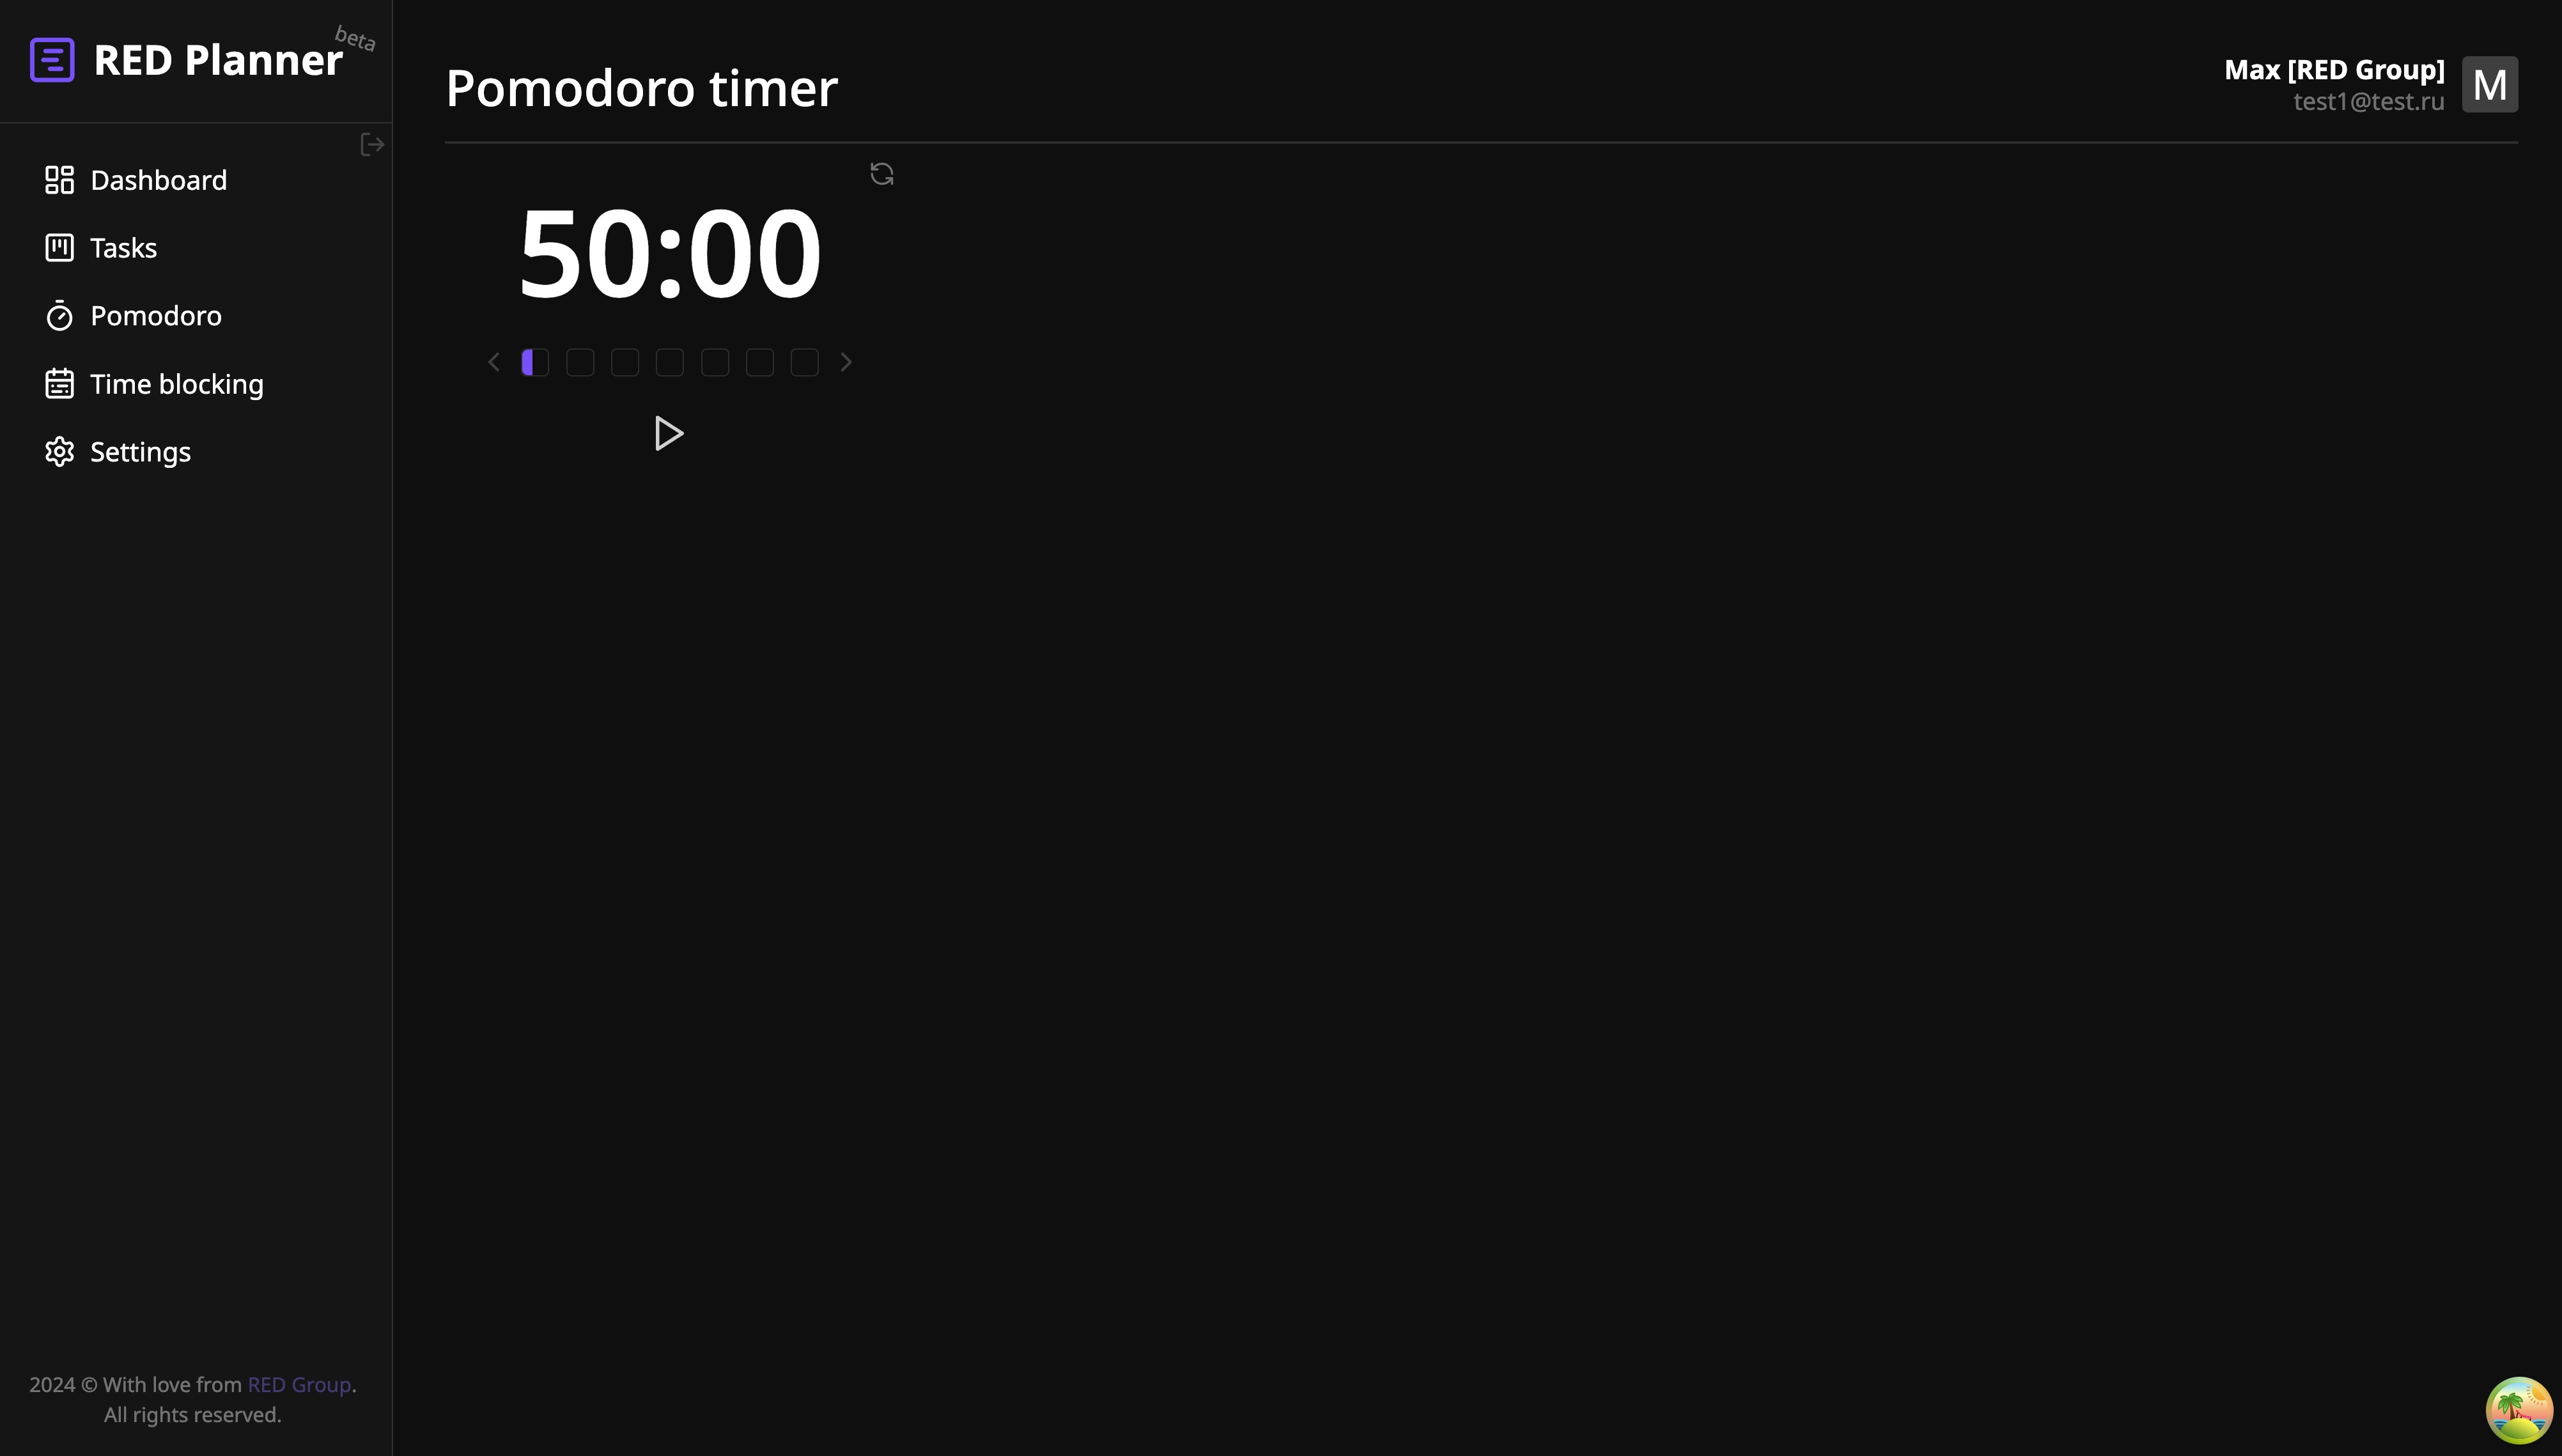 RED Planner
beta
Dashboard
Tasks
Pomodoro
Time blocking
Settings
2024 © With love from RED Group.
All rights reserved.
Pomodoro timer
Max [RED Group]
test1@test.ru
M
50:00